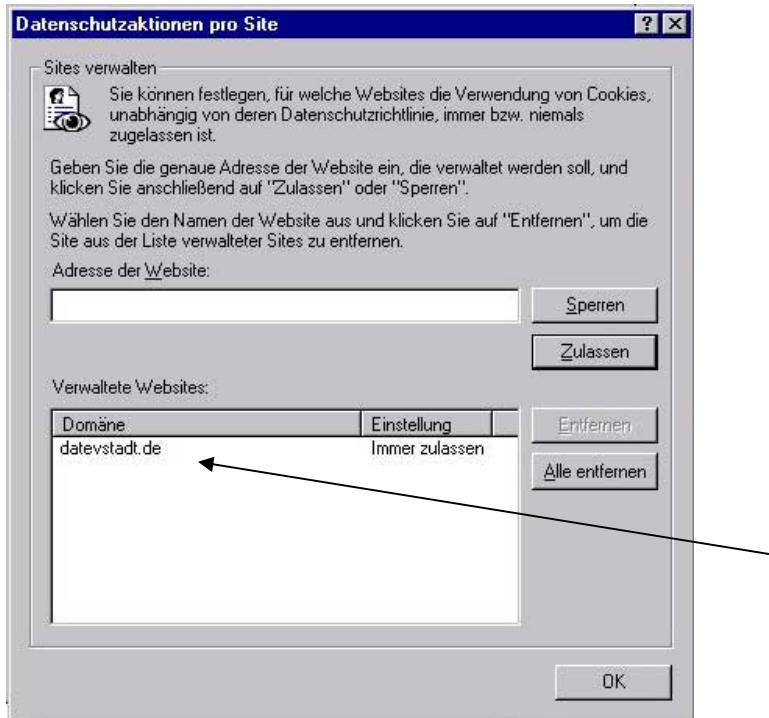 Datenschutzaktionen pro Site
Sites verwalten
Sie können festlegen, für welche Websites die Verwendung von Cookies,
unabhängig von deren Datenschutzrichtlinie, immer bzw. niemals
zugelassen ist.
Geben Sie die genaue Adresse der Website ein, die verwaltet werden soll, und
klicken Sie anschließend auf "Zulassen" oder "Sperren".
Wählen Sie den Namen der Website aus und klicken Sie auf "Entfernen", um die
Site aus der Liste verwalteter Sites zu entfernen.
Adresse der Website:
Sperren
Zulassen
Verwaltete Websites:
Domäne Einstellung
Entfernen
datevstadt.de Immer zulassen
Alle entfernen
OK